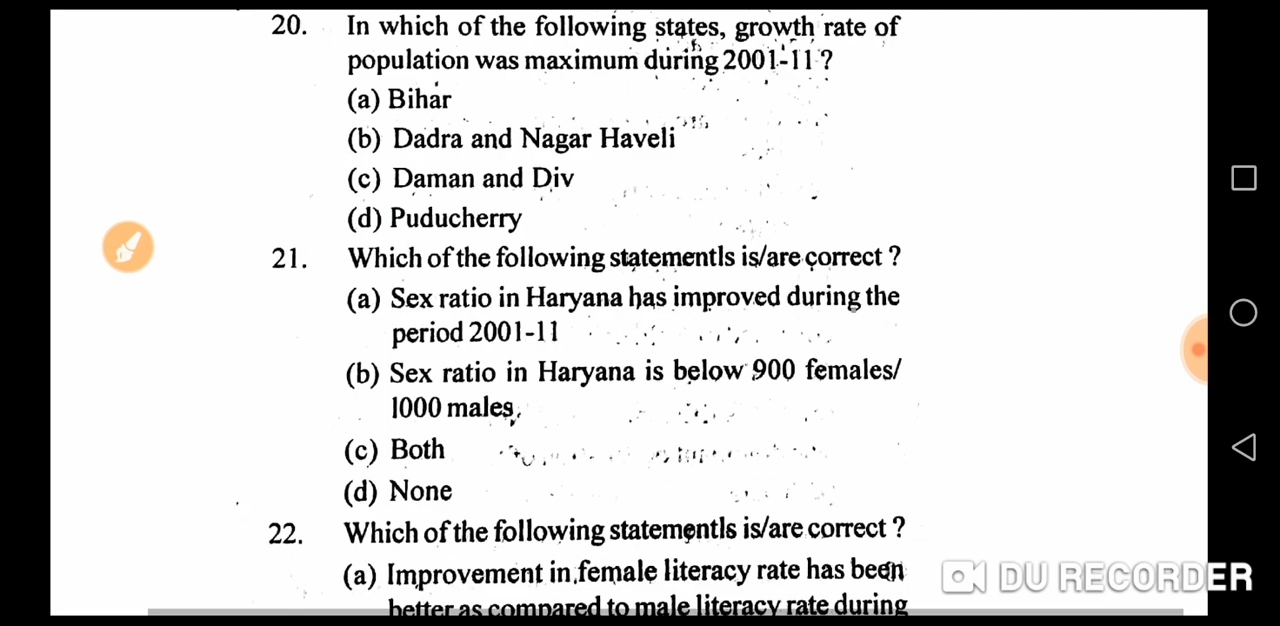 20. In which of the following states, growth rate of
population was maximum during 2001-11 ?
(a) Bihar
(b) Dadra and Nagar Haveli
(c) Daman and Div
(d) Puducherry
21. Which of the following statementls is/are correct ?
(a) Sex ratio in Haryana has improved during the
period 2001-11
(b) Sex ratio in Haryana is below 900 females/
1000 males,
(c) Both
(d) None
22. Which of the following statementls is/are correct ?
(a) Improvement in female literacy rate has been
better as compared to male literacy rate during
DU RECORDER